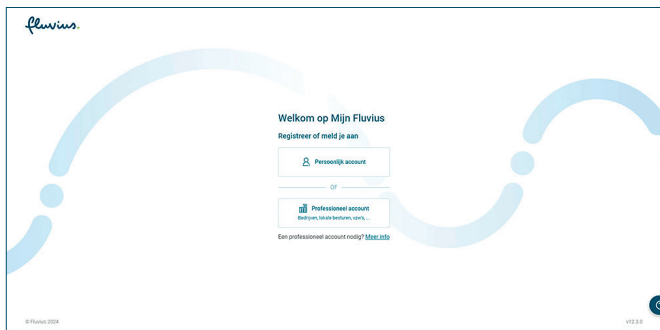 fluvius.
Welkom op Mijn Fluvius
Registreer of meld je aan
Persoonlijk account
OF
Professioneel account
Bedrijven, lokale besturen, vzw's, ...
Een professioneel account nodig? Meer info
© Fluvius 2024
v12.3.0